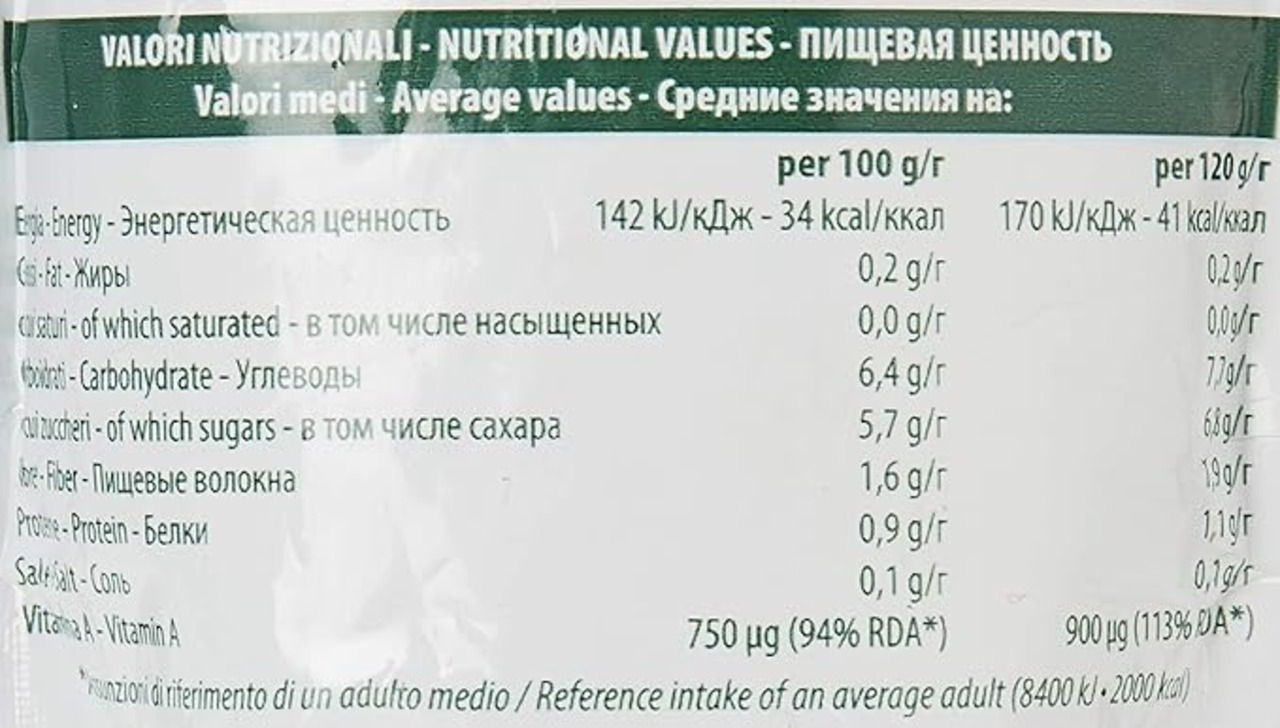 VALORI NUTRIZIONALI - NUTRITIONAL VALUES - ПИЩЕВАЯ ЦЕННОСТЬ
Valori medi - Average values - Средние значения на:
per 100 g/г per 120 g/г
Energy - Энергетическая ценность 142 kJ/кДж - 34 kcal/ккал 170 kJ/кДж - 41 kcal/ккал
Fat - Жиры 0,2 g/г 0,2 g/г
cui saturi - of which saturated - в том числе насыщенных 0,0 g/г 0,0 g/г
Carbohydrate - Углеводы 6,4 g/г 7,7 g/г
cui zuccheri - of which sugars - в том числе сахара 5,7 g/г 6,8 g/г
Fiber - Пищевые волокна 1,6 g/г 1,9 g/г
Protein - Белки 0,9 g/г 1,1 g/г
Salt - Соль 0,1 g/г 0,1 g/г
A - Vitamin A 750 µg (94% RDA*) 900 µg (113% RDA*)
di riferimento di un adulto medio / Reference intake of an average adult (8400 kJ • 2000 kcal)